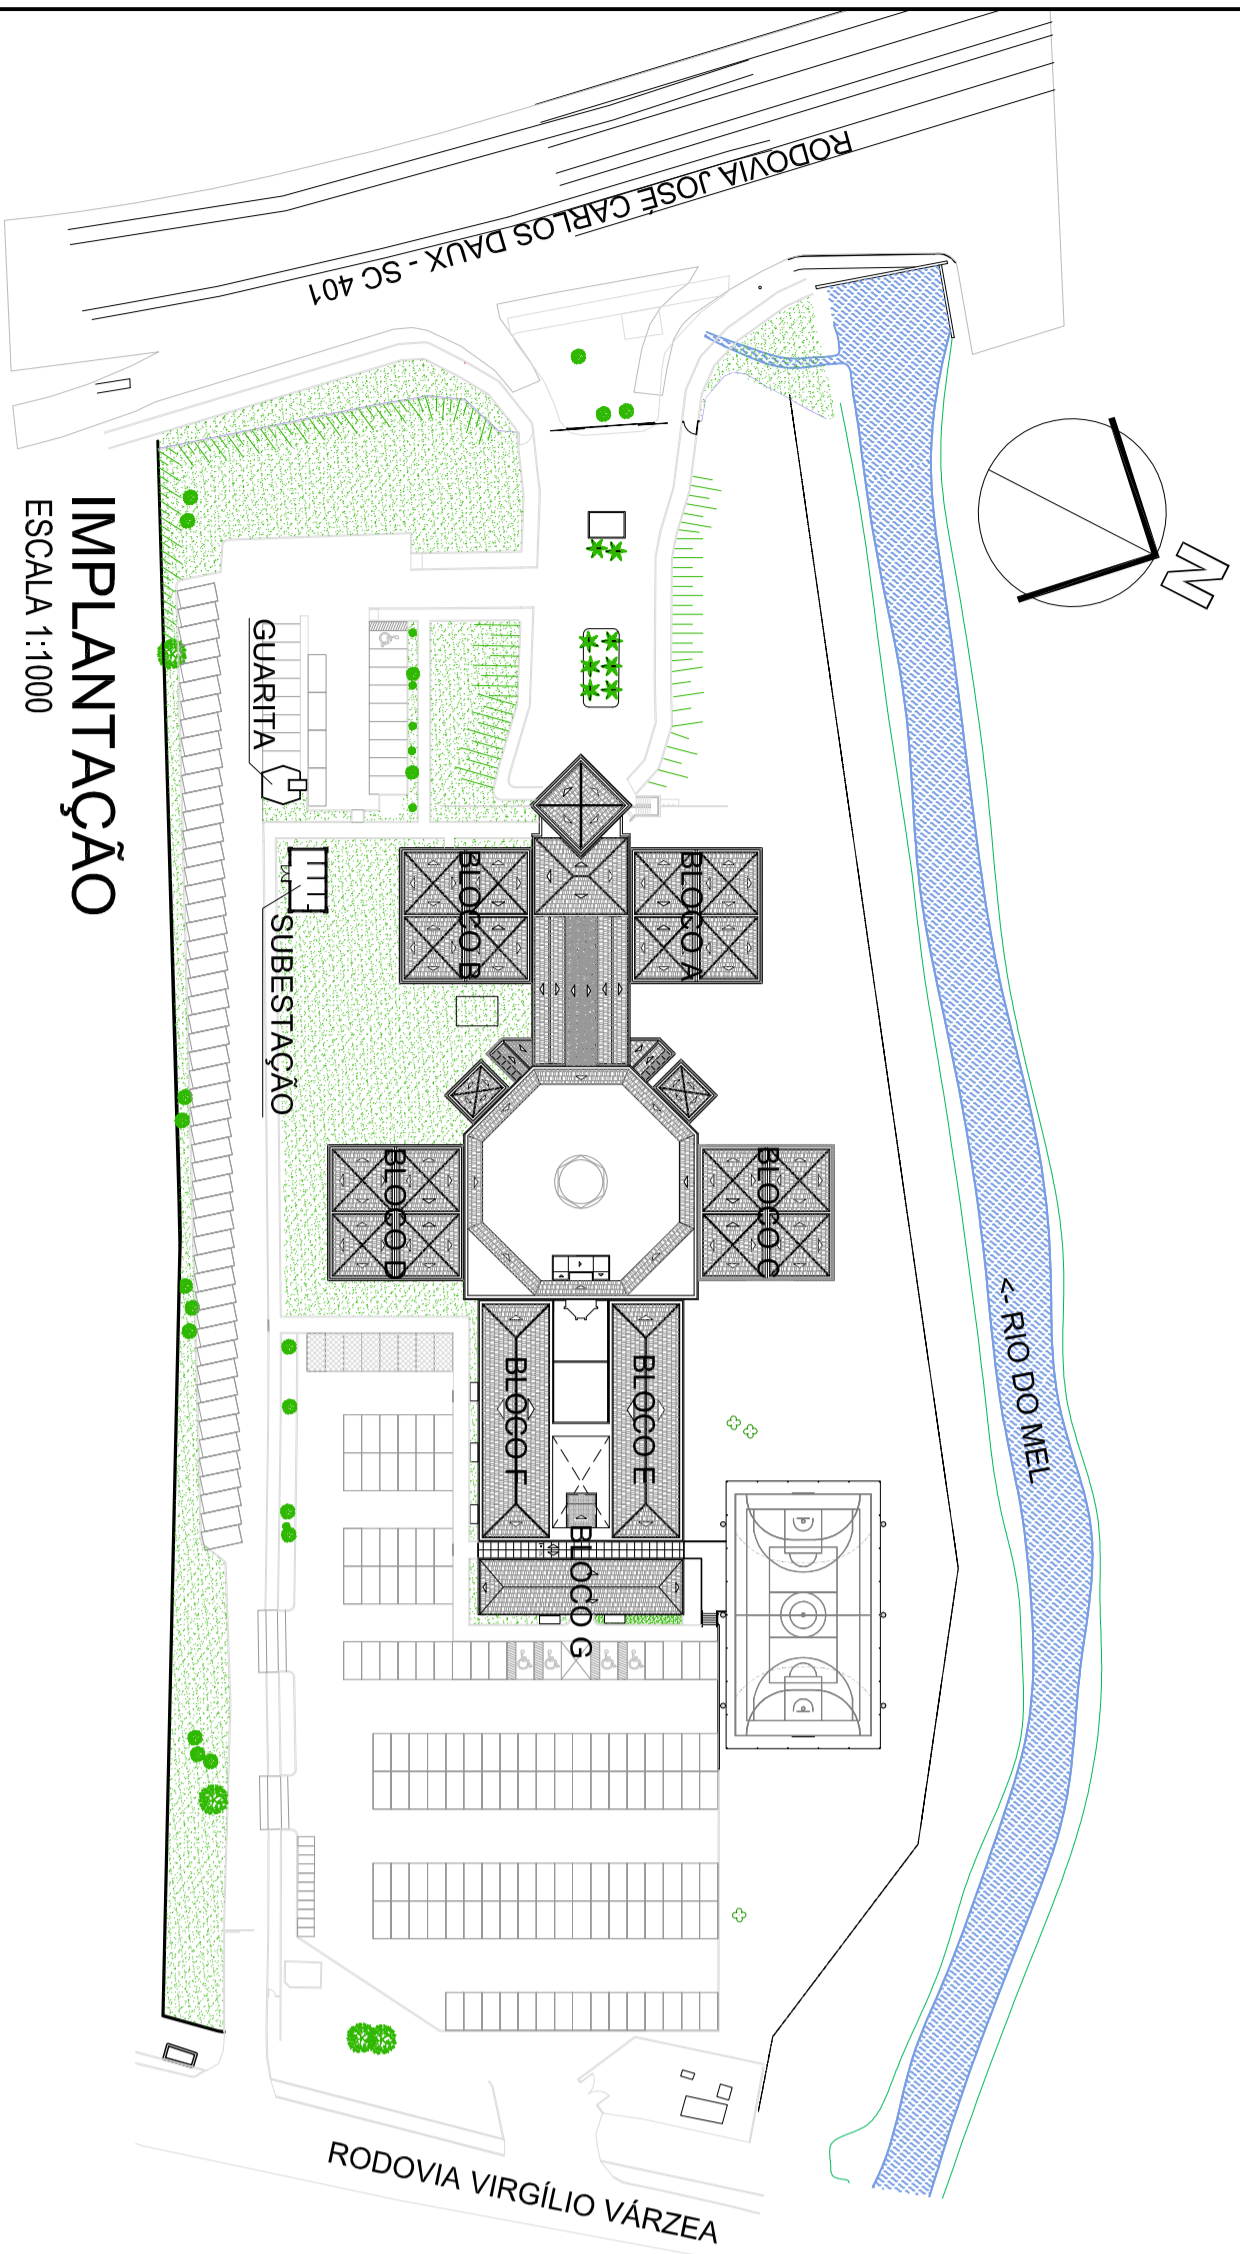 RODOVIA JOSÉ CARLOS DAUX - SC 401
N
IMPLANTAÇÃO
ESCALA 1:1000
GUARITA
SUBESTAÇÃO
BLOCO B
BLOCO A
BLOCO D
BLOCO C
<- RIO DO MEL
BLOCO F
BLOCO E
BLOCO G
RODOVIA VIRGÍLIO VÁRZEA